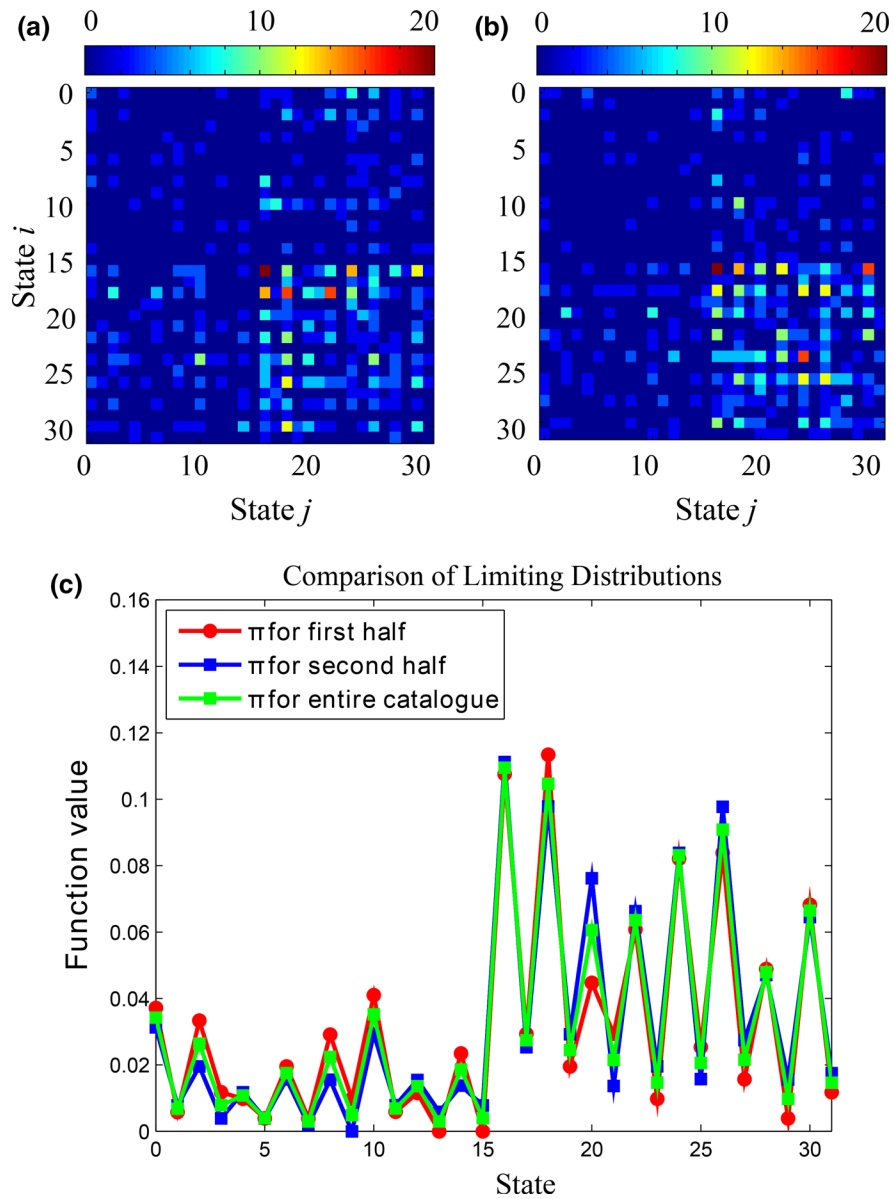 (a)
0 10 20
(b)
0 10 20
0
5
10
15
20
25
30
State i
0 10 20 30
State j
0
5
10
15
20
25
30
0 10 20 30
State j
(c)
Comparison of Limiting Distributions
0.16
0.14
0.12
0.1
0.08
0.06
0.04
0.02
0
Function value
π for first half
π for second half
π for entire catalogue
0 5 10 15 20 25 30
State